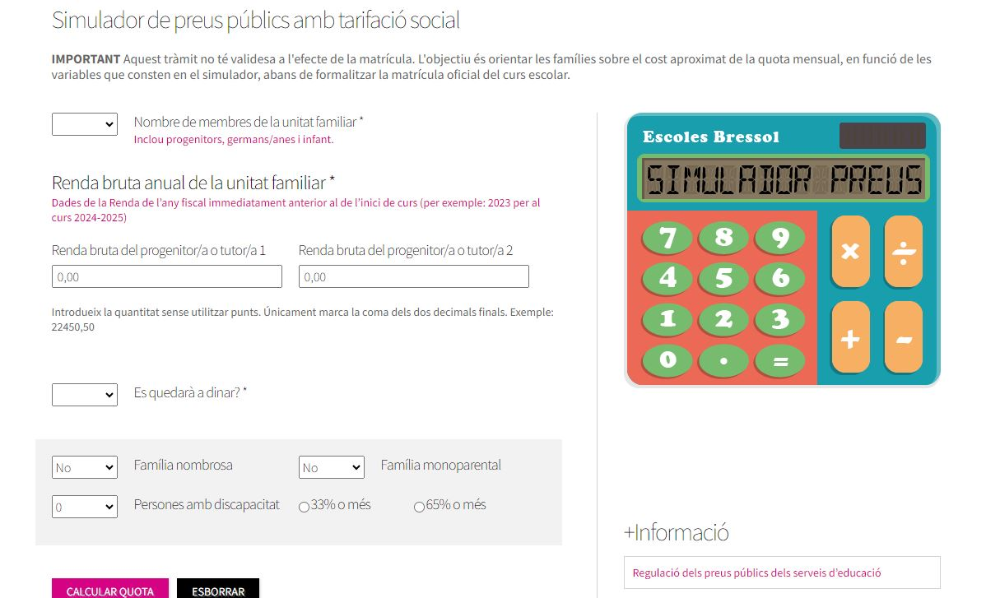 Simulador de preus públics amb tarifació social
IMPORTANT Aquest tràmit no té validesa a l'efecte de la matrícula. L'objectiu és orientar les famílies sobre el cost aproximat de la quota mensual, en funció de les
variables que consten en el simulador, abans de formalitzar la matrícula oficial del curs escolar.
Nombre de membres de la unitat familiar *
Inclou progenitors, germans/anes i infant.
Renda bruta anual de la unitat familiar *
Dades de la Renda de l'any fiscal immediatament anterior al de l'inici de curs (per exemple: 2023 per al
curs 2024-2025)
Renda bruta del progenitor/a o tutor/a 1
Renda bruta del progenitor/a o tutor/a 2
0,00
0,00
Introdueix la quantitat sense utilitzar punts. Únicament marca la coma dels dos decimals finals. Exemple:
22450,50
Es quedarà a dinar? *
No
Família nombrosa
No
Família monoparental
0
Persones amb discapacitat
33% o més
65% o més
CALCULAR QUOTA
ESBORRAR
Escoles Bressol
SIMULADOR PREUS
7 8 9 × ÷
4 5 6
1 2 3 + -
0 . =
+Informació
Regulació dels preus públics dels serveis d'educació